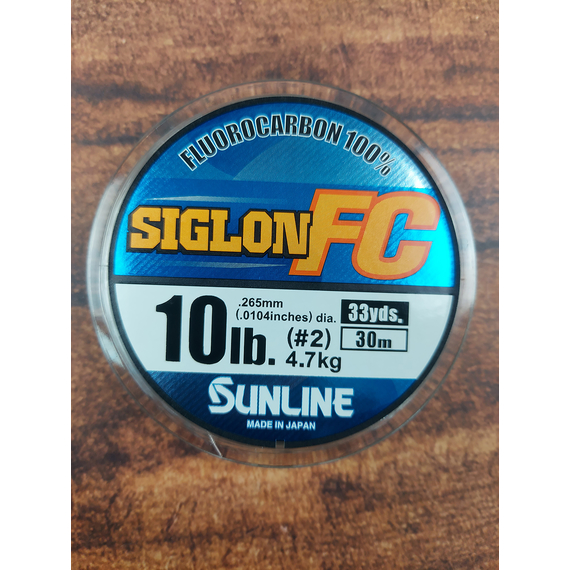 FLUOROCARBON 100%
SIGLON FC
10lb.
.265mm
(.0104inches) dia.
(#2)
4.7kg
33yds.
30m
SUNLINE
MADE IN JAPAN